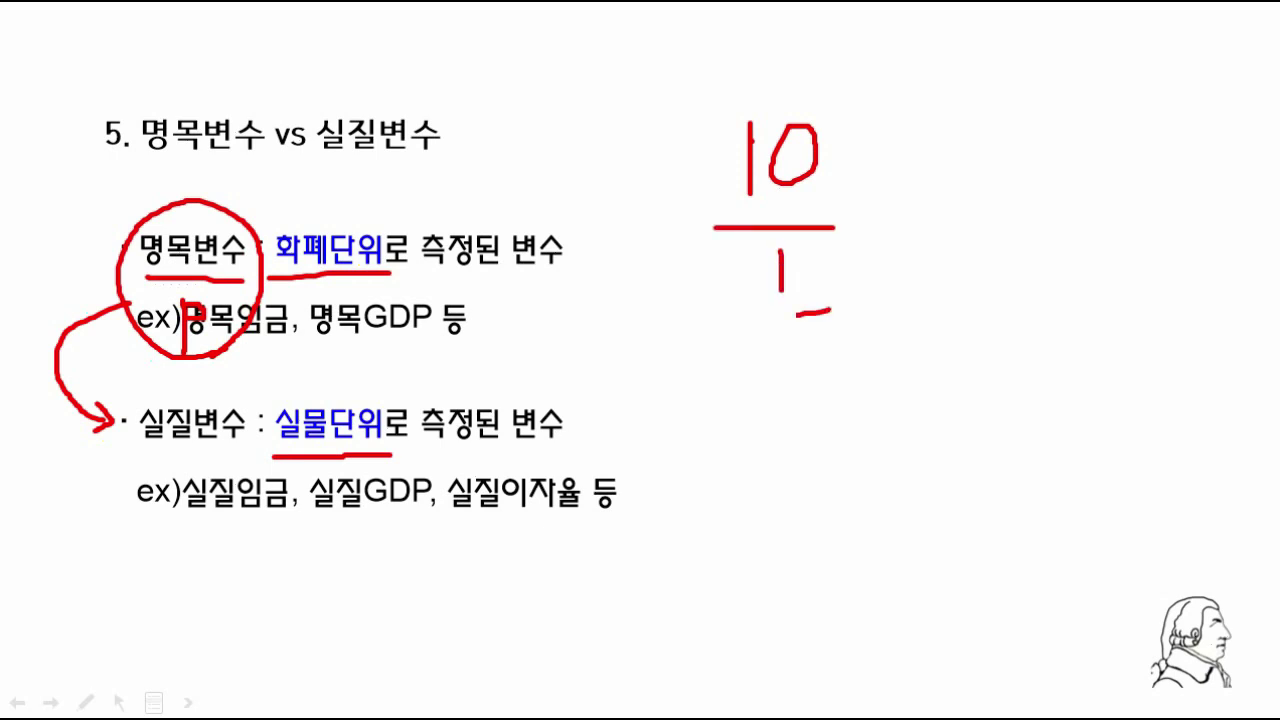 5. 명목변수 vs 실질변수
10
1
· 명목변수 : 화폐단위로 측정된 변수
P
ex)명목임금, 명목GDP 등
· 실질변수 : 실물단위로 측정된 변수
ex)실질임금, 실질GDP, 실질이자율 등